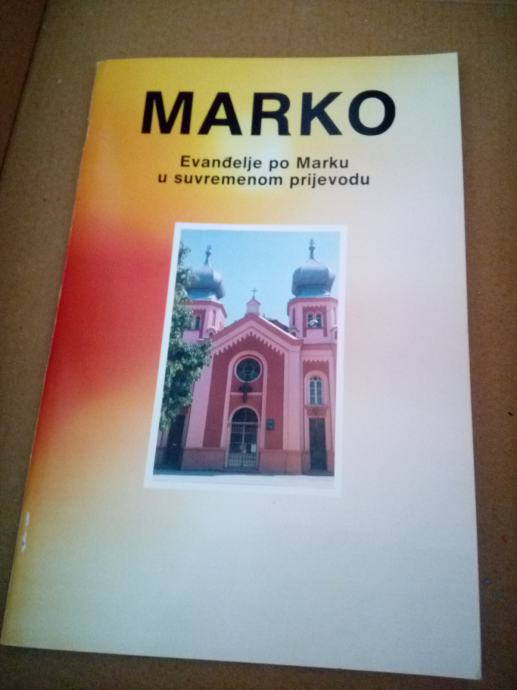 MARKO
Evanđelje po Marku
u suvremenom prijevodu